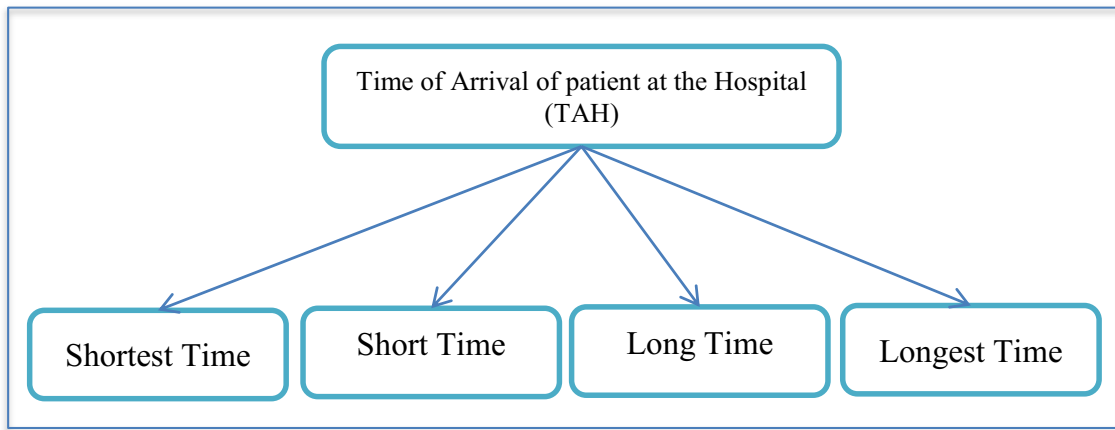 Time of Arrival of patient at the Hospital
(TAH)
Shortest Time
Short Time
Long Time
Longest Time